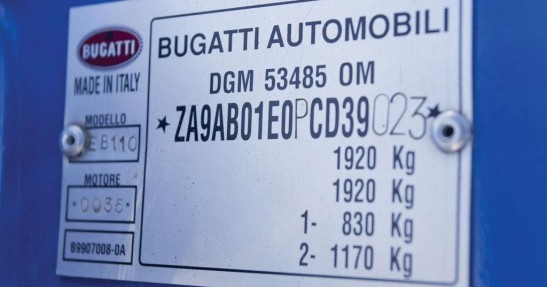 BUGATTI
MADE IN ITALY
MODELLO
EB110
MOTORE
*0035*
B9907008-0A
BUGATTI AUTOMOBILI
DGM 53485 OM
*ZA9AB01E0PCD39023*
1920 Kg
1920 Kg
1- 830 Kg
2- 1170 Kg